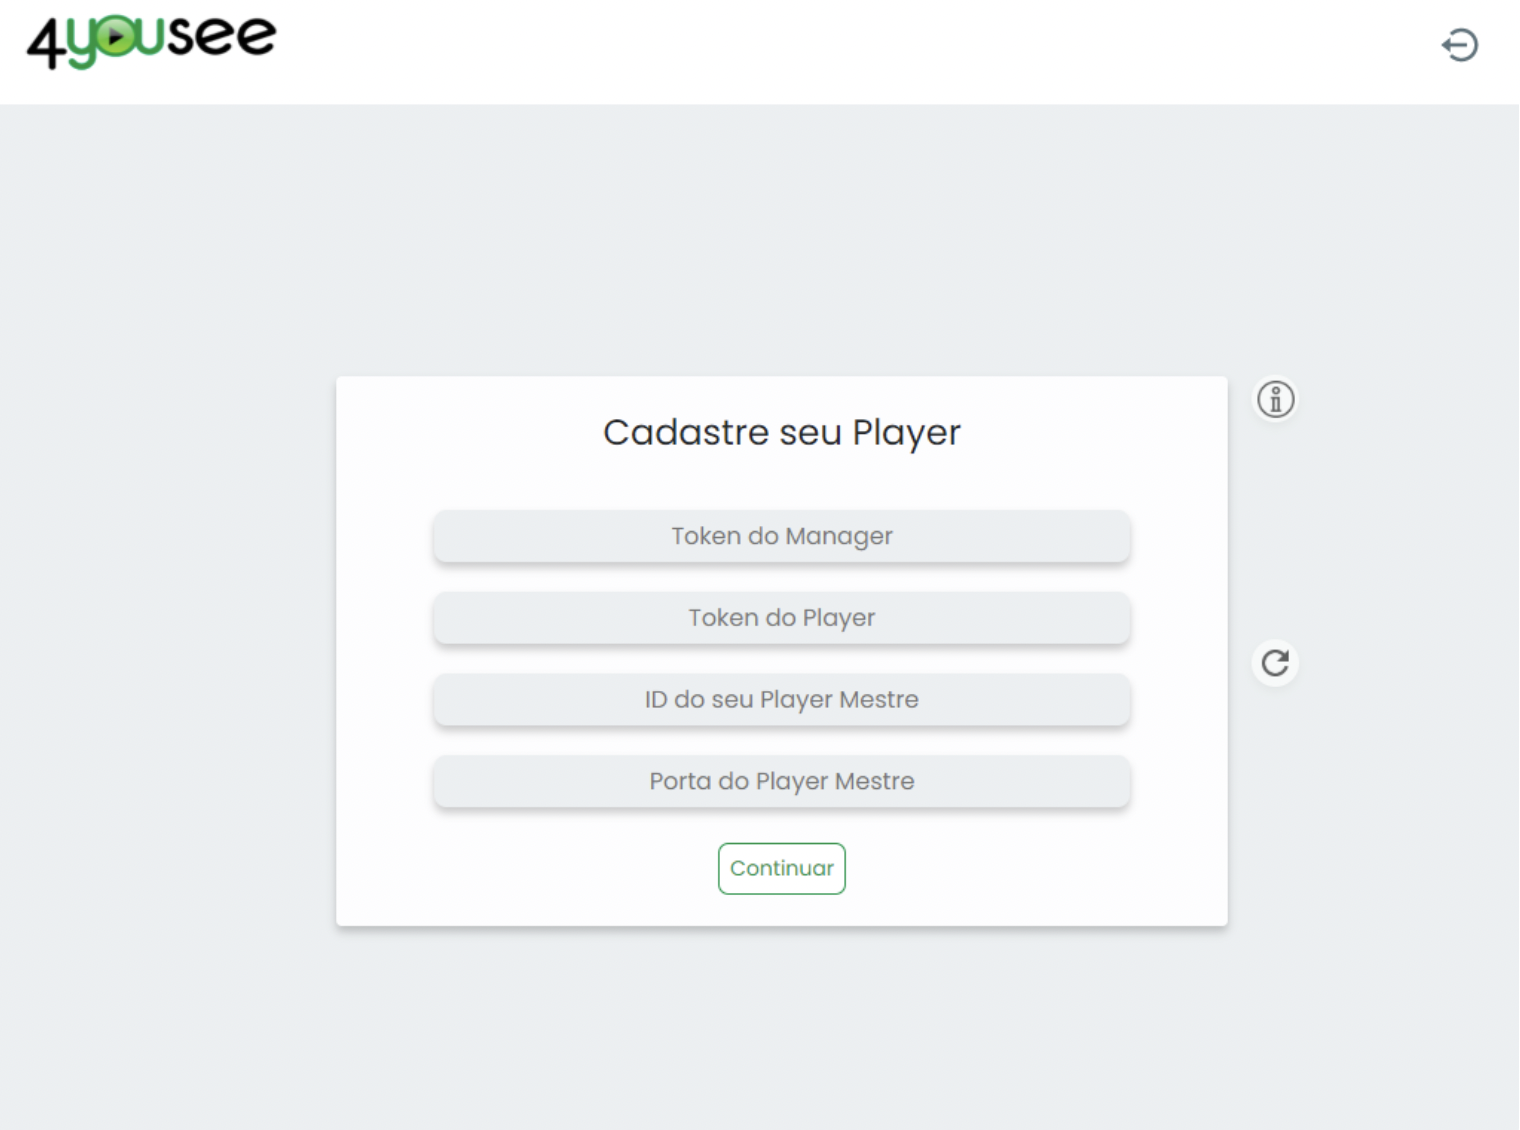 4yousee
Cadastre seu Player
Token do Manager
Token do Player
ID do seu Player Mestre
Porta do Player Mestre
Continuar